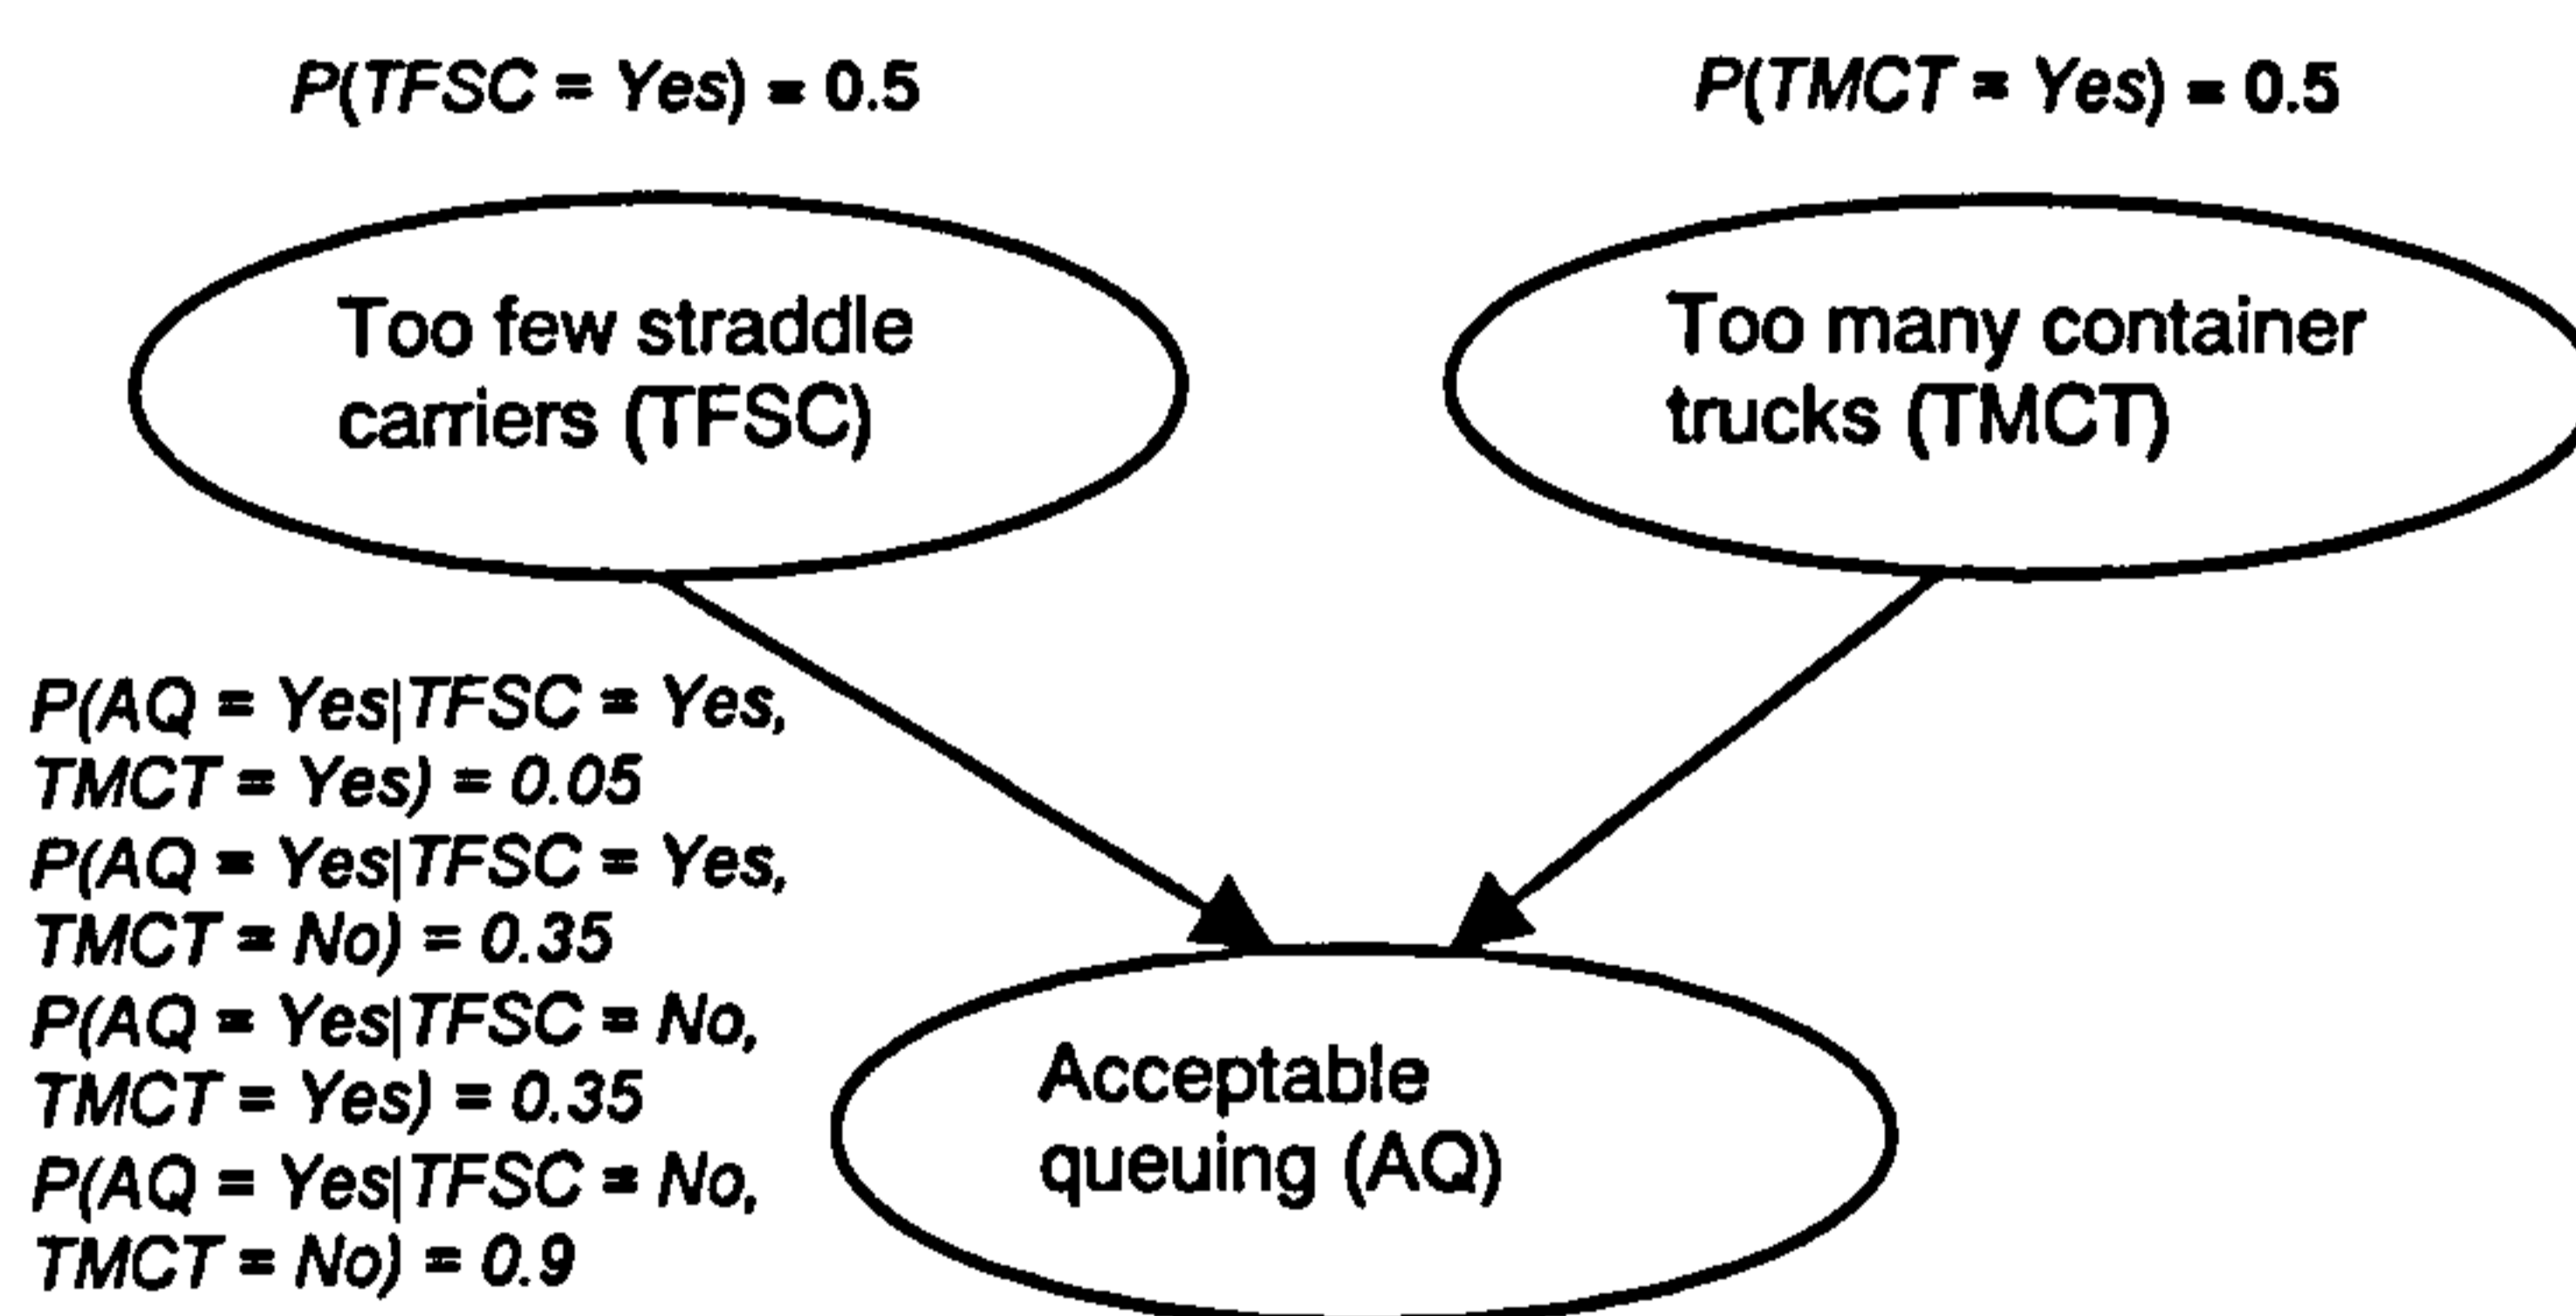 P(TFSC = Yes) = 0.5
P(TMCT = Yes) = 0.5
Too few straddle
carriers (TFSC)
Too many container
trucks (TMCT)
P(AQ = Yes|TFSC = Yes,
TMCT = Yes) = 0.05
P(AQ = Yes|TFSC = Yes,
TMCT = No) = 0.35
P(AQ = Yes|TFSC = No,
TMCT = Yes) = 0.35
P(AQ = Yes|TFSC = No,
TMCT = No) = 0.9
Acceptable
queuing (AQ)